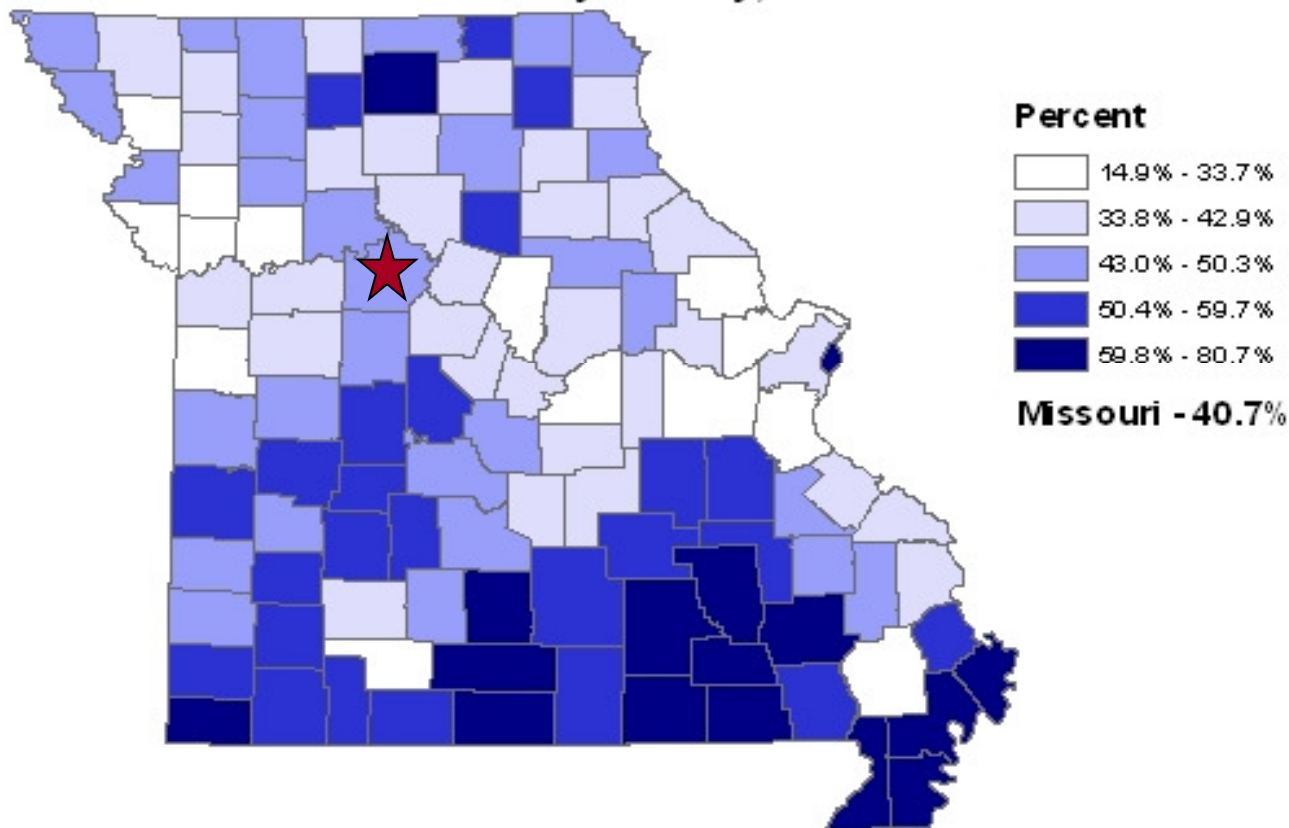 Percent
14.9% - 33.7%
33.8% - 42.9%
43.0% - 50.3%
50.4% - 59.7%
59.8% - 80.7%
Missouri - 40.7%